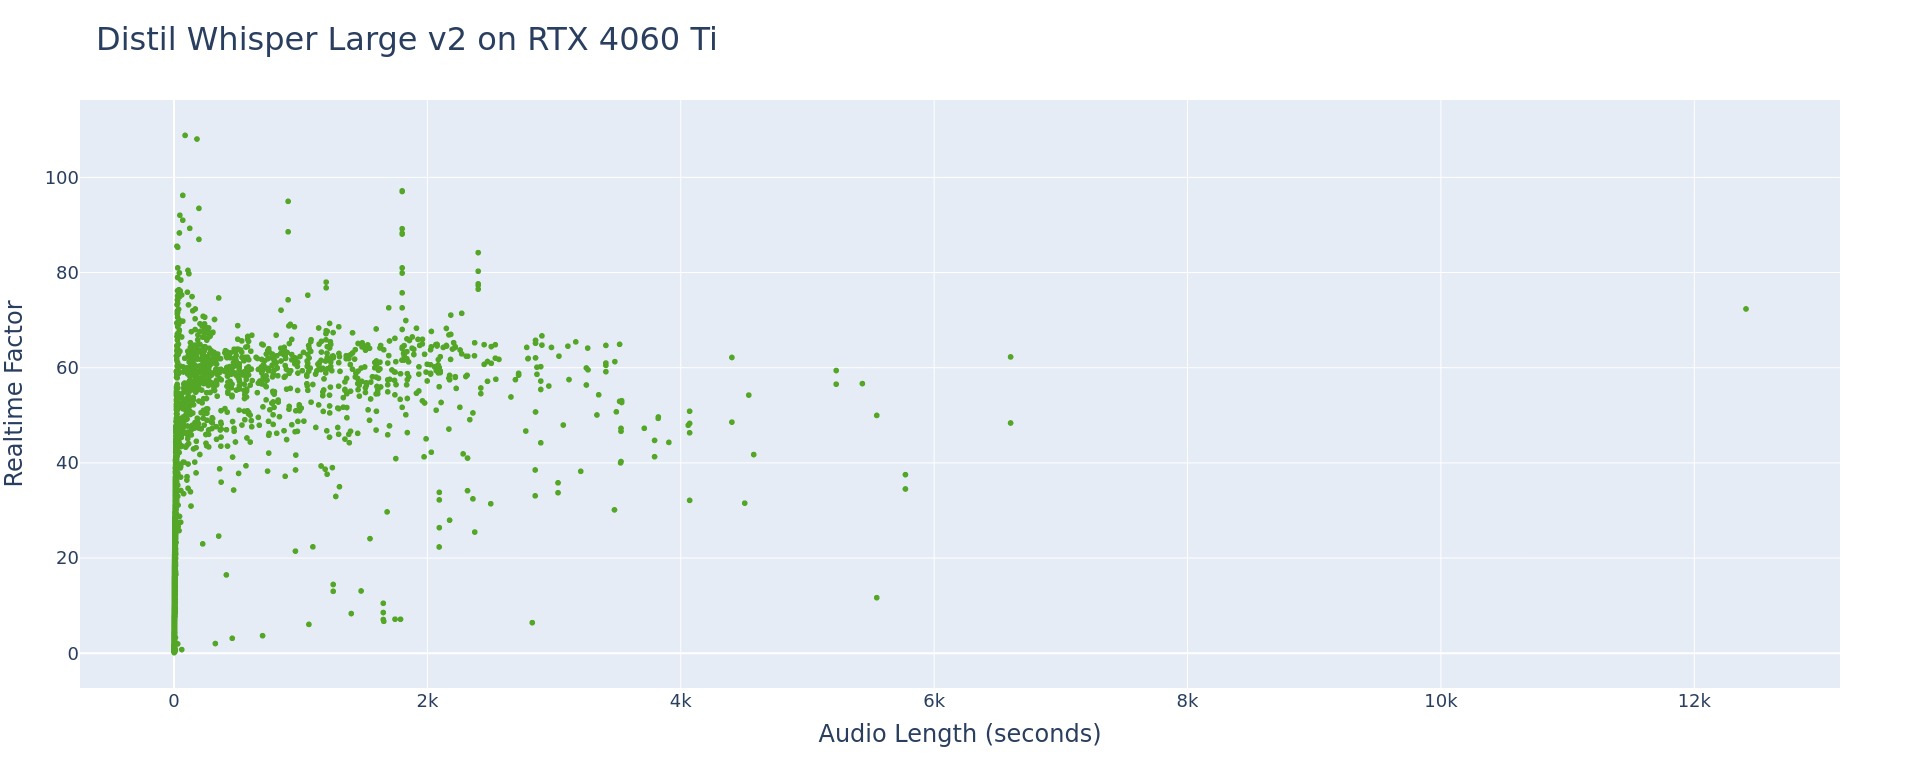 Distil Whisper Large v2 on RTX 4060 Ti
Realtime Factor
100
80
60
40
20
0
0 2k 4k 6k 8k 10k 12k
Audio Length (seconds)